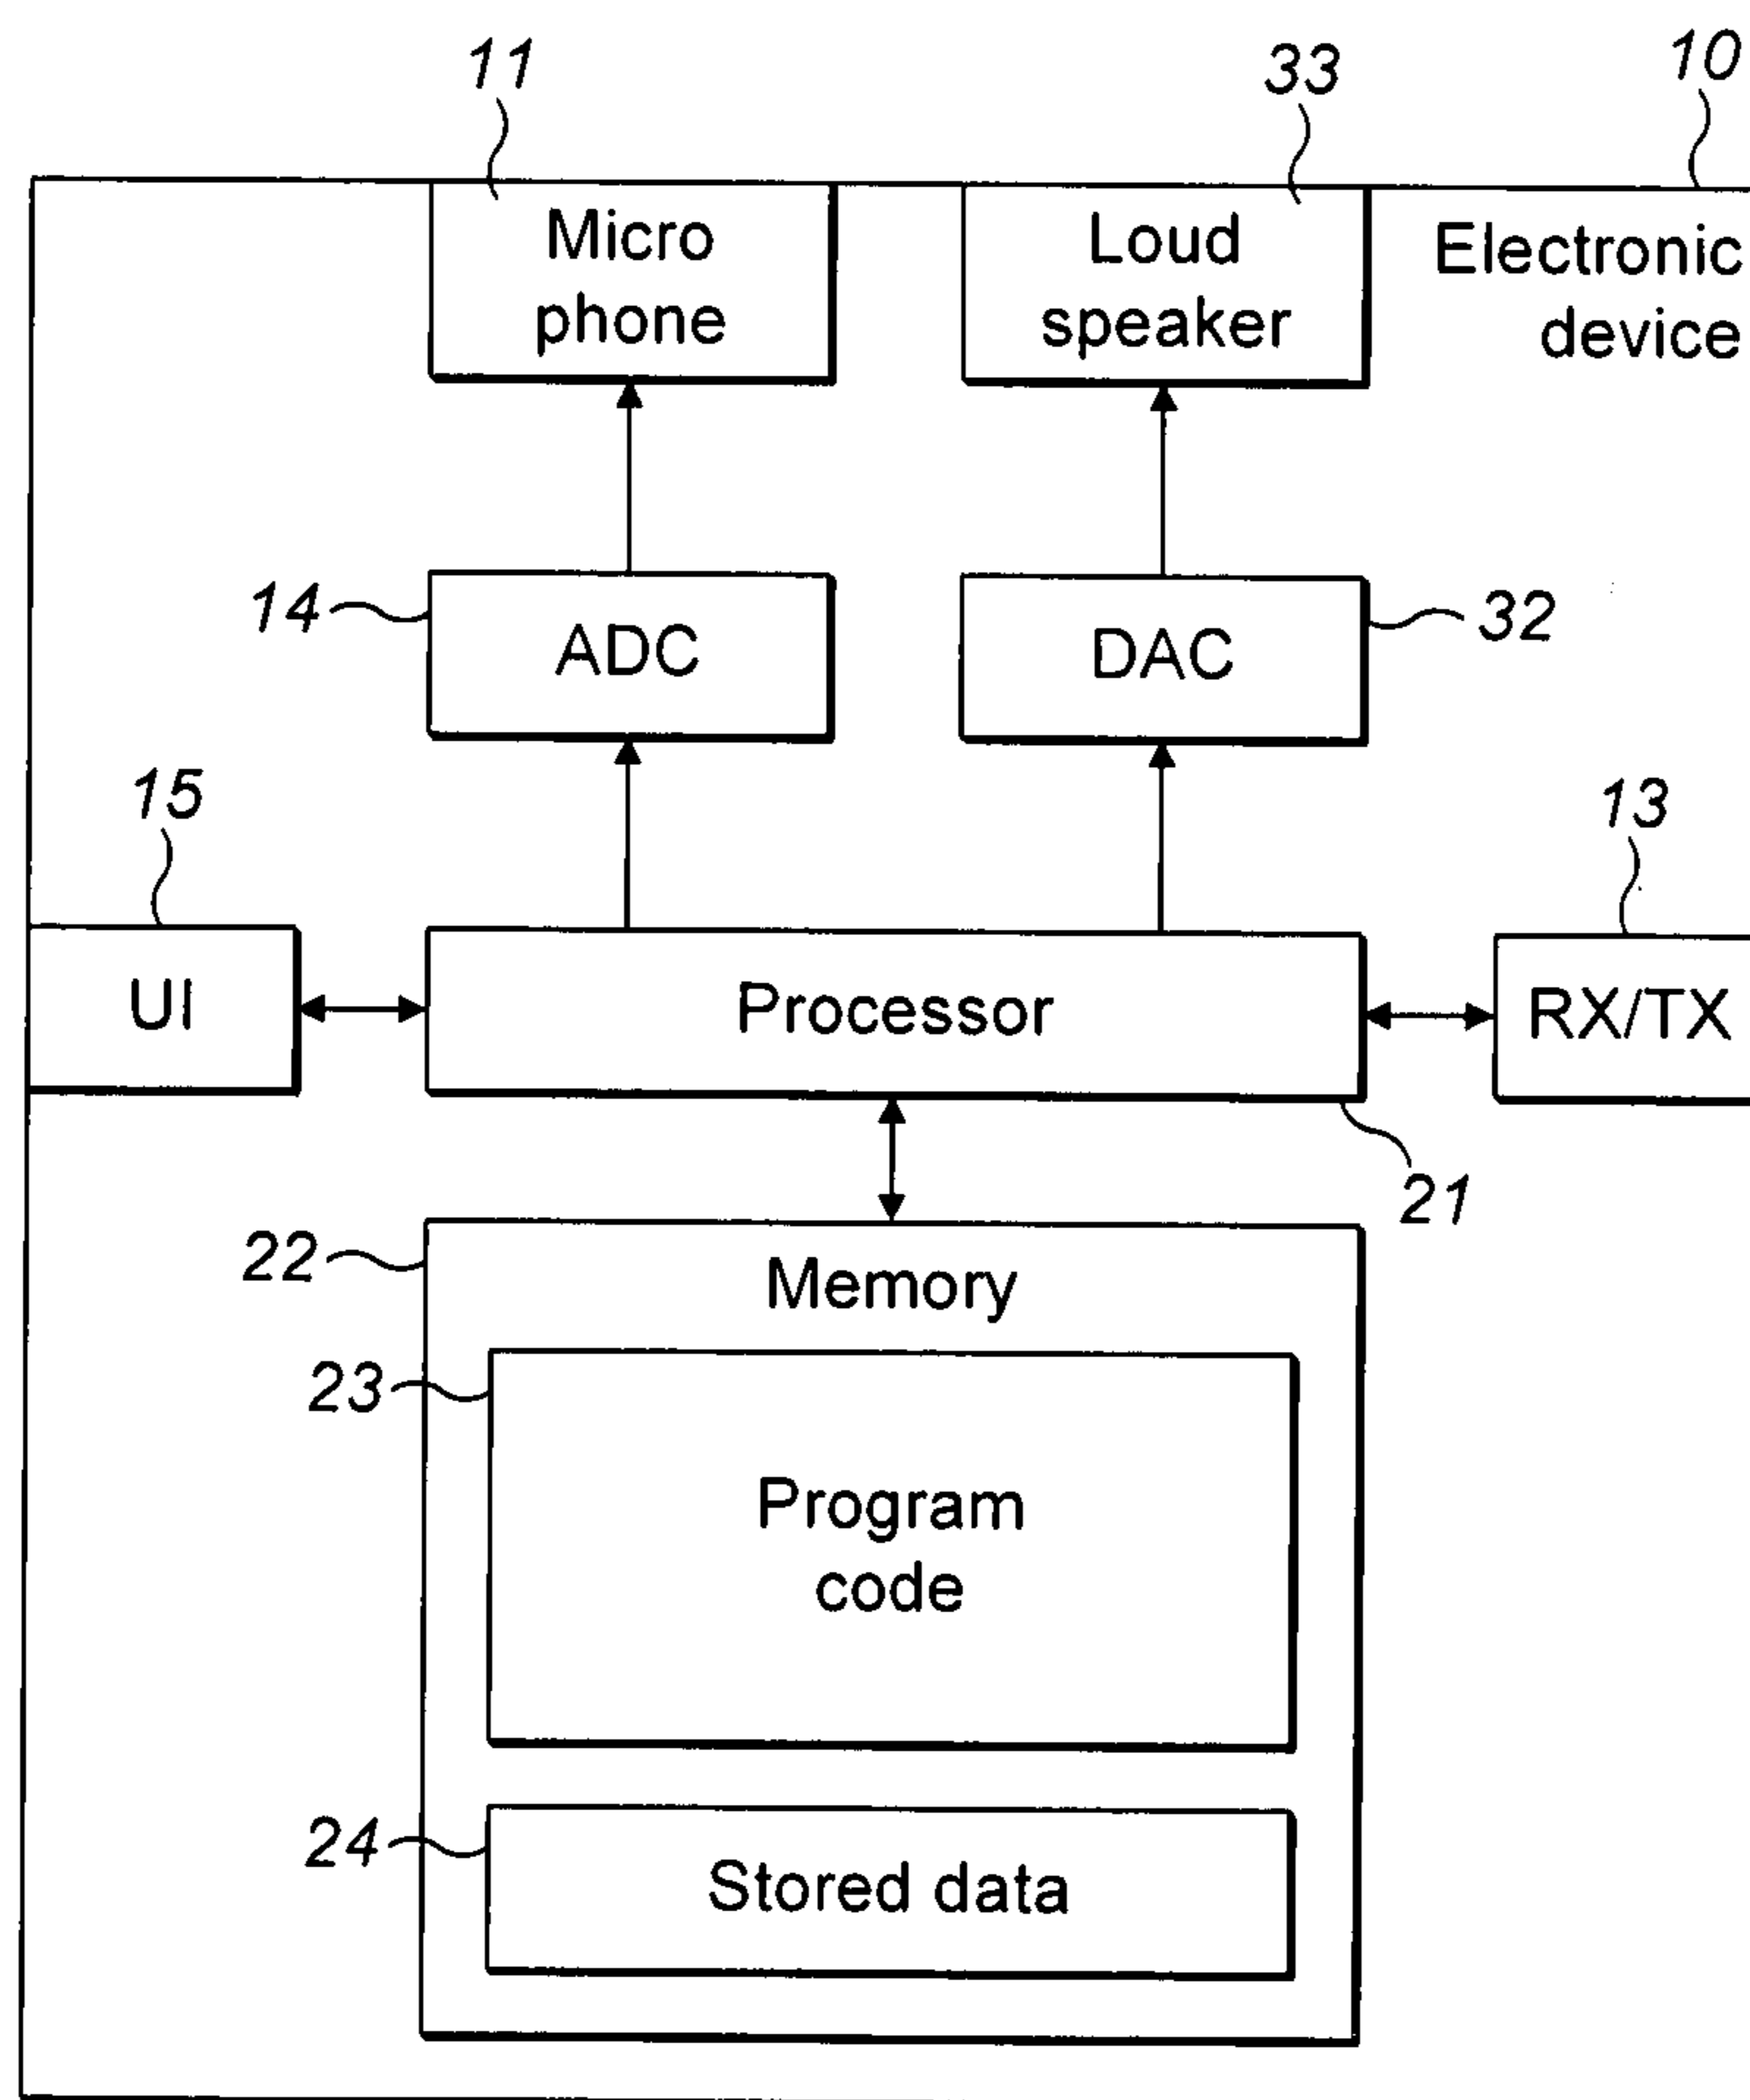 11
33
10
Micro
phone
Loud
speaker
Electronic
device
14
ADC
DAC
32
15
13
UI
Processor
RX/TX
21
22
Memory
23
Program
code
24
Stored data